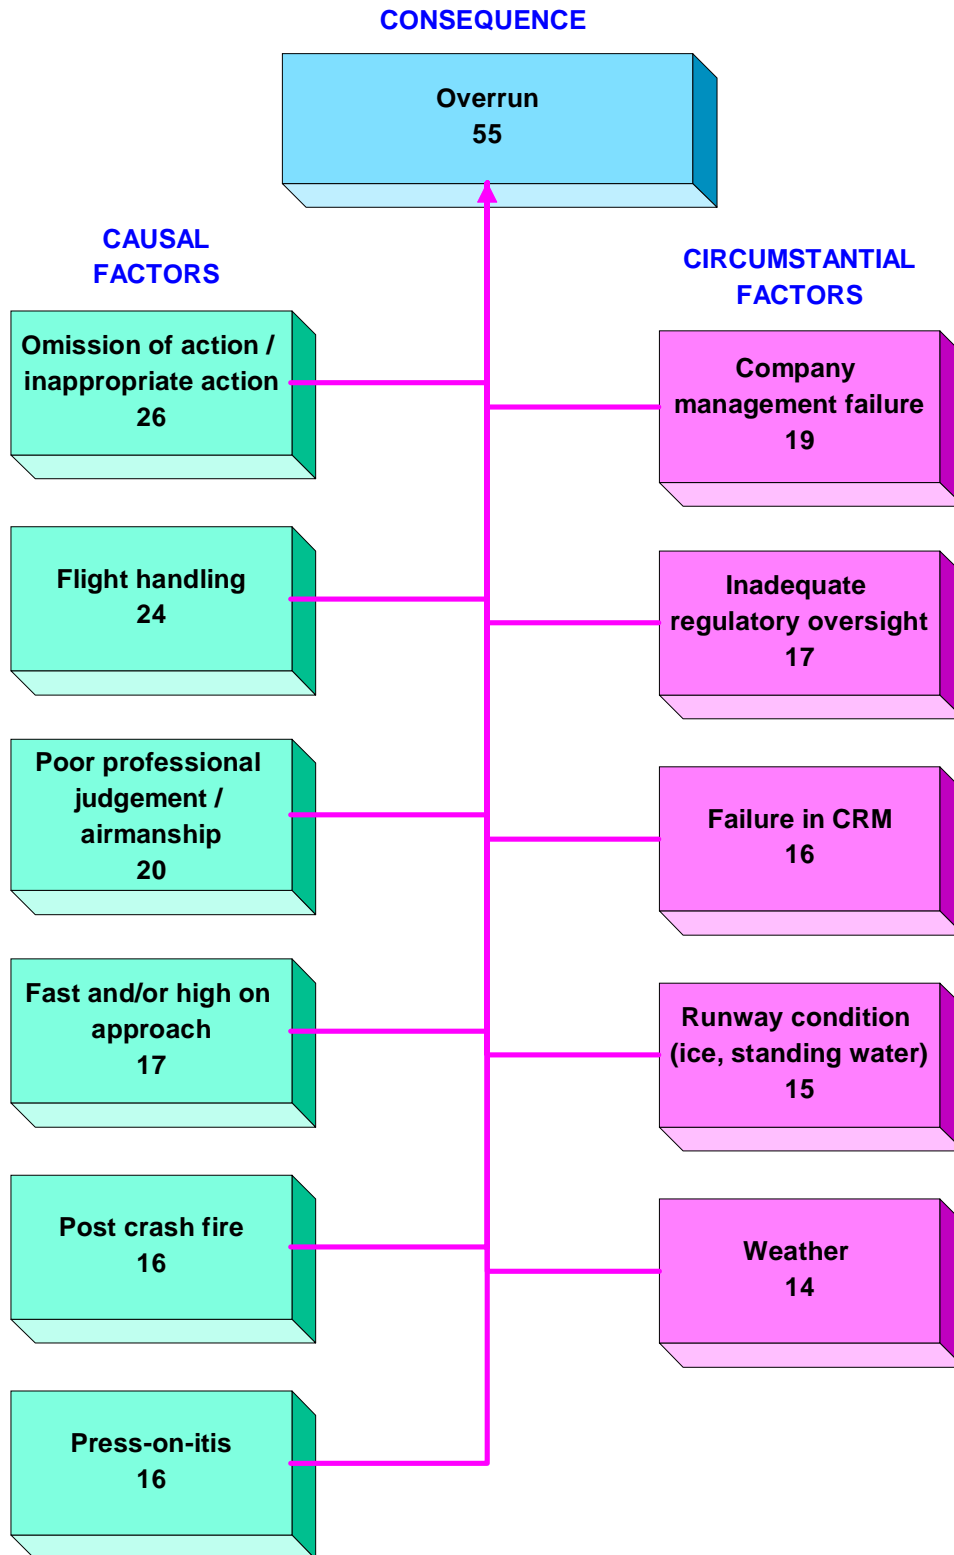 CONSEQUENCE
Overrun
55
CAUSAL
FACTORS
Omission of action /
inappropriate action
26
Flight handling
24
Poor professional
judgement /
airmanship
20
Fast and/or high on
approach
17
Post crash fire
16
Press-on-itis
16
CIRCUMSTANTIAL
FACTORS
Company
management failure
19
Inadequate
regulatory oversight
17
Failure in CRM
16
Runway condition
(ice, standing water)
15
Weather
14